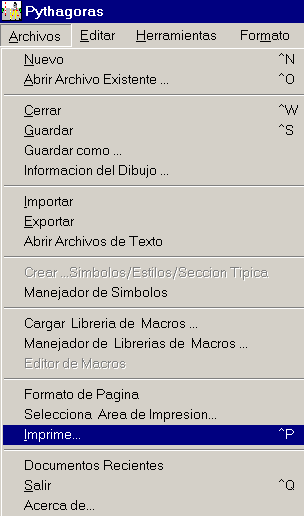 Pythagoras
Archivos Editar Herramientas Formato
Nuevo ^N
Abrir Archivo Existente ... ^O
Cerrar ^W
Guardar ^S
Guardar como ...
Informacion del Dibujo ...
Importar
Exportar
Abrir Archivos de Texto
Crear ...Simbolos/Estilos/Seccion Tipica
Manejador de Simbolos
Cargar Libreria de Macros ...
Manejador de Librerias de Macros ...
Editor de Macros
Formato de Pagina
Selecciona Area de Impresion...
Imprime... ^P
Documentos Recientes
Salir ^Q
Acerca de...